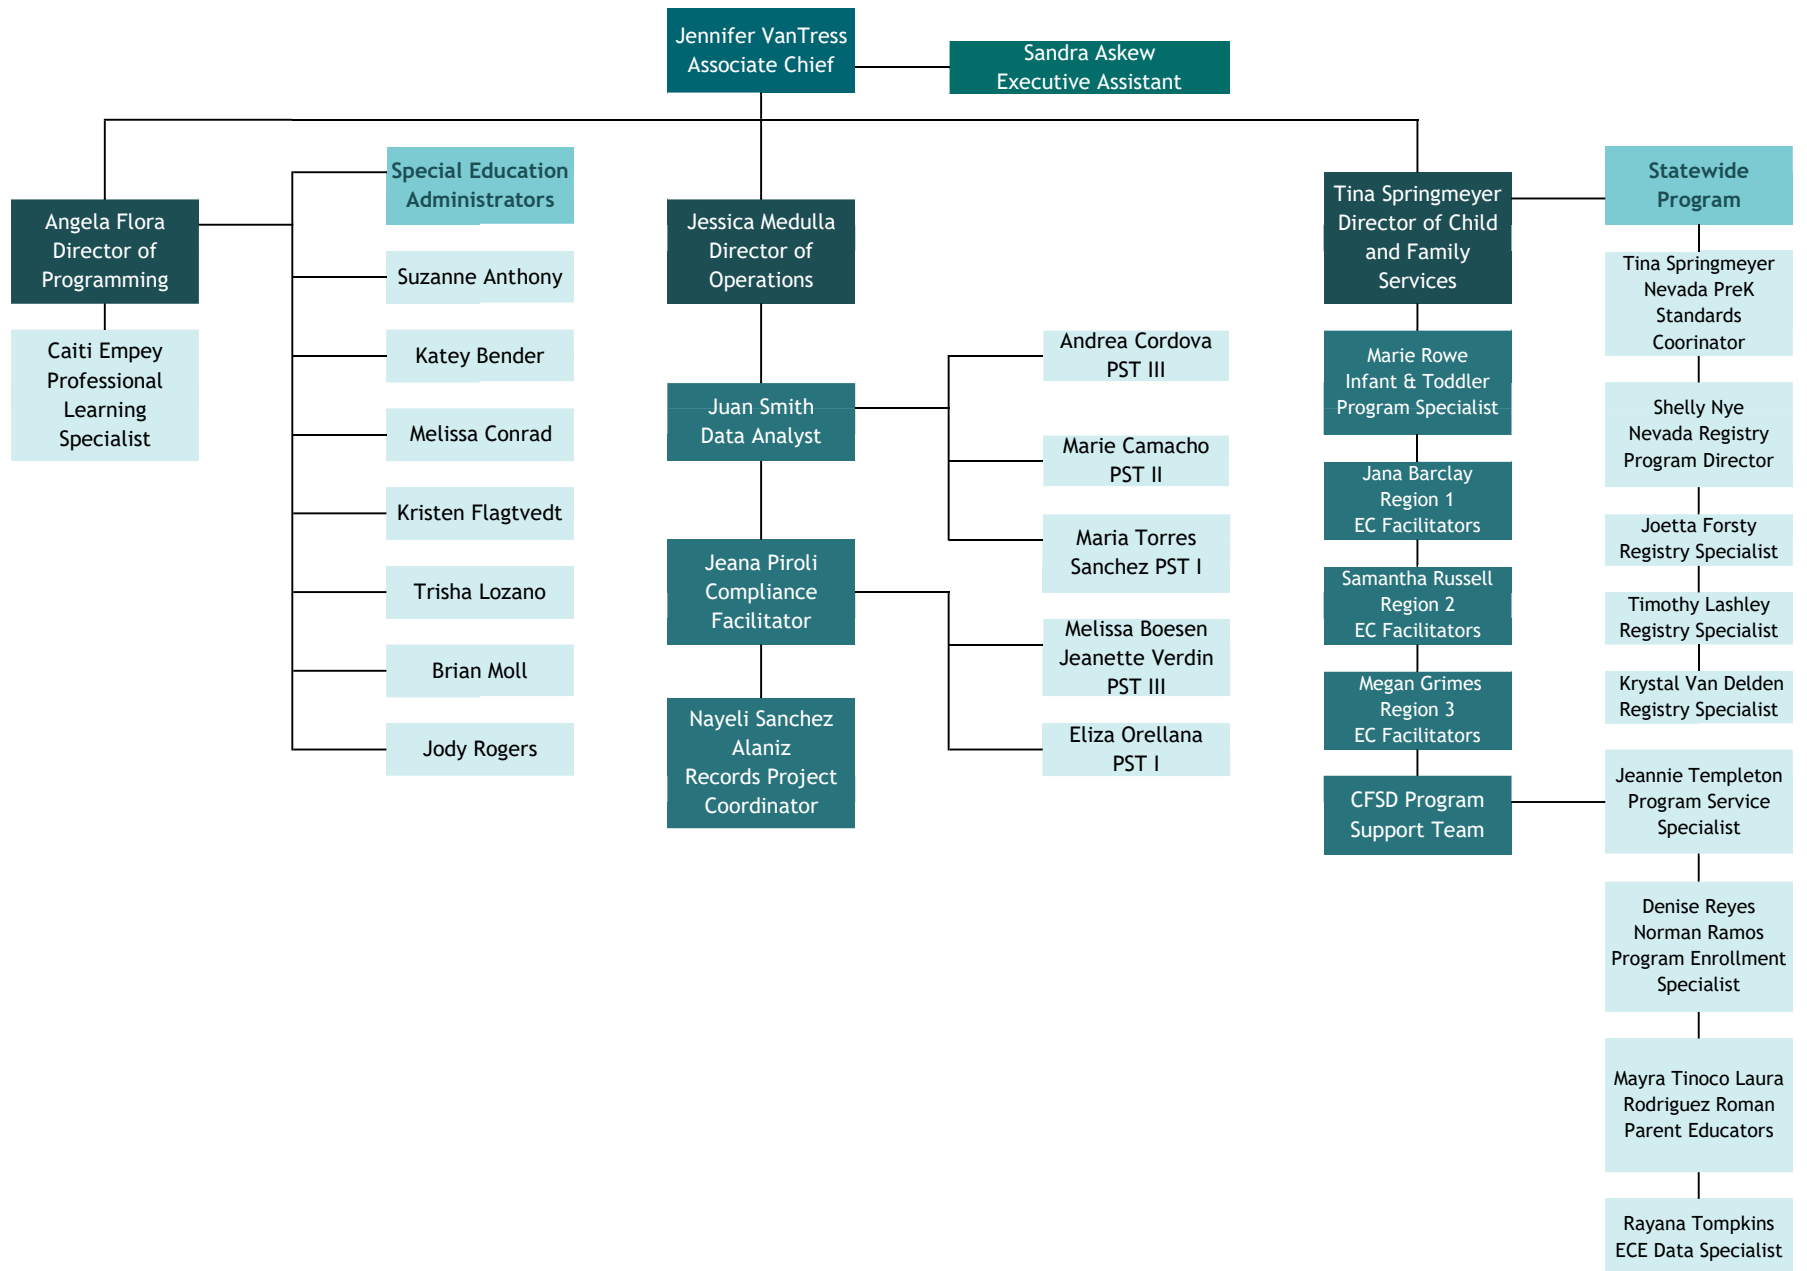 Jennifer VanTress
Associate Chief
Sandra Askew
Executive Assistant
Angela Flora
Director of
Programming
Caiti Empey
Professional
Learning
Specialist
Special Education
Administrators
Suzanne Anthony
Katey Bender
Melissa Conrad
Kristen Flagtvedt
Trisha Lozano
Brian Moll
Jody Rogers
Jessica Medulla
Director of
Operations
Juan Smith
Data Analyst
Jeana Piroli
Compliance
Facilitator
Nayeli Sanchez
Alaniz
Records Project
Coordinator
Andrea Cordova
PST III
Marie Camacho
PST II
Maria Torres
Sanchez PST I
Melissa Boesen
Jeanette Verdin
PST III
Eliza Orellana
PST I
Tina Springmeyer
Director of Child
and Family
Services
Marie Rowe
Infant & Toddler
Program Specialist
Jana Barclay
Region 1
EC Facilitators
Samantha Russell
Region 2
EC Facilitators
Megan Grimes
Region 3
EC Facilitators
CFSD Program
Support Team
Statewide
Program
Tina Springmeyer
Nevada PreK
Standards
Coorinator
Shelly Nye
Nevada Registry
Program Director
Joetta Forsty
Registry Specialist
Timothy Lashley
Registry Specialist
Krystal Van Delden
Registry Specialist
Jeannie Templeton
Program Service
Specialist
Denise Reyes
Norman Ramos
Program Enrollment
Specialist
Mayra Tinoco Laura
Rodriguez Roman
Parent Educators
Rayana Tompkins
ECE Data Specialist